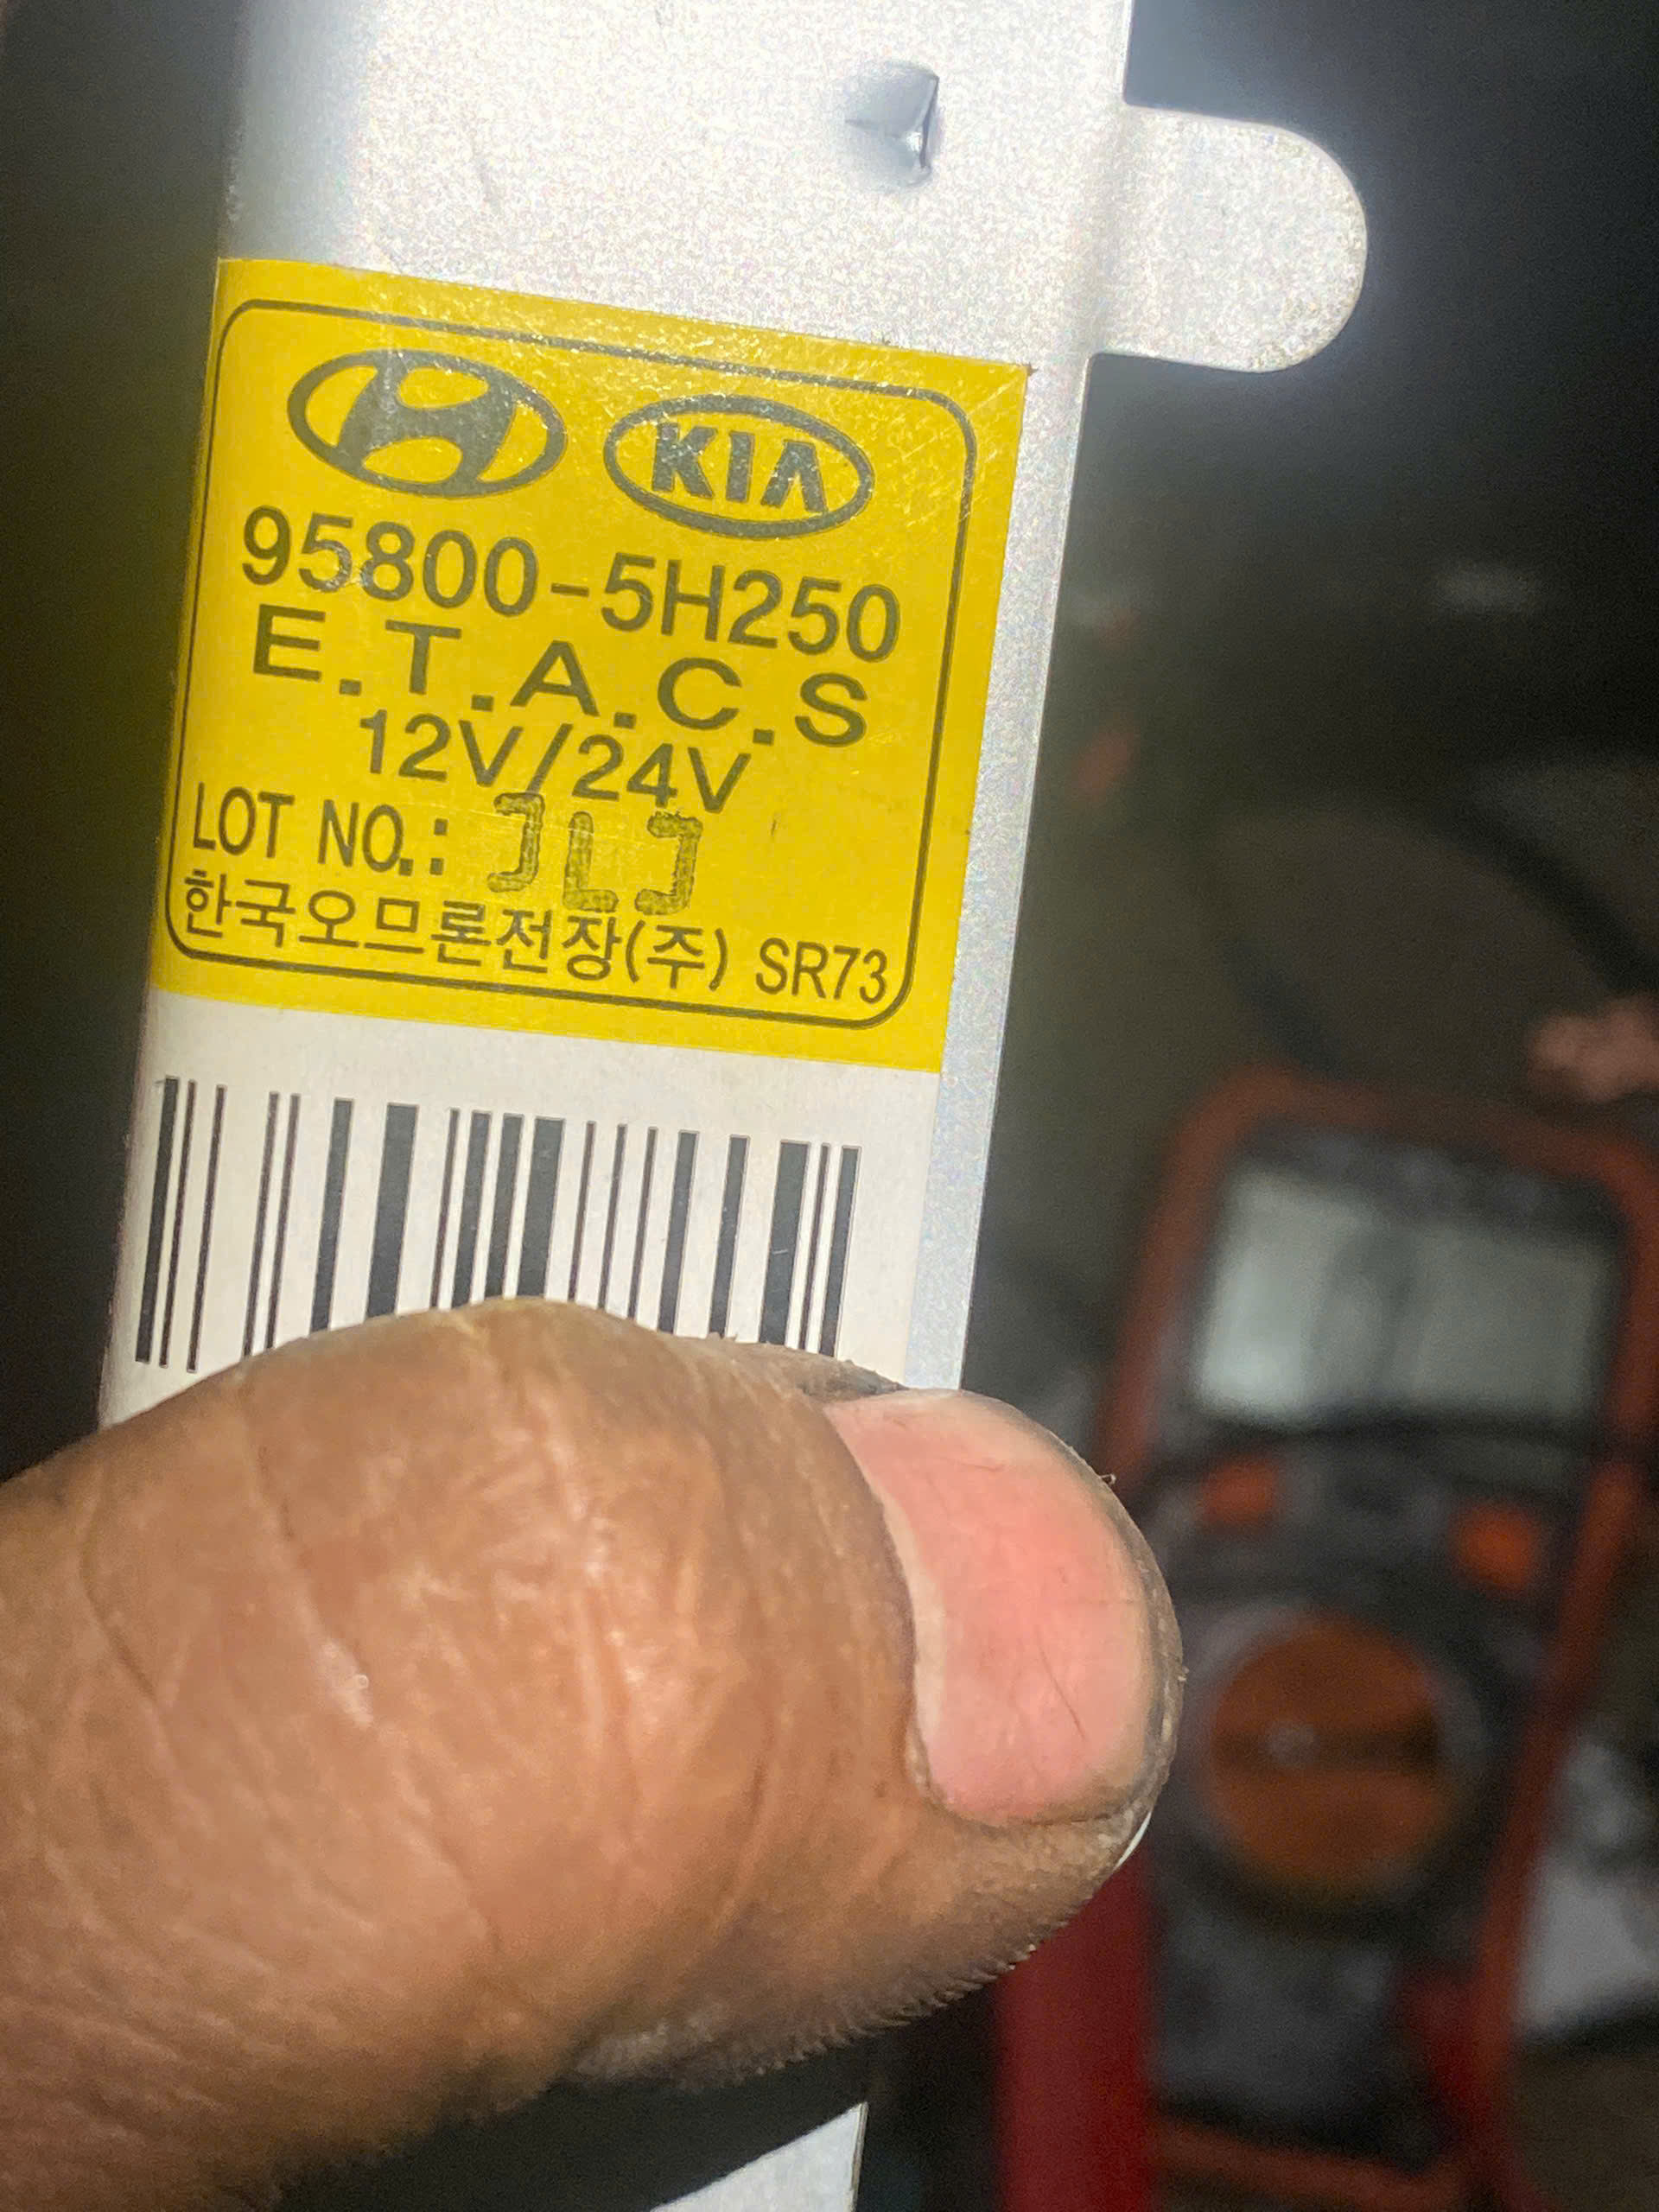 KIA
95800-5H250
E.T.A.C.S
12V/24V
LOT NO.: JLJ
한국오므론전장(주) SR73